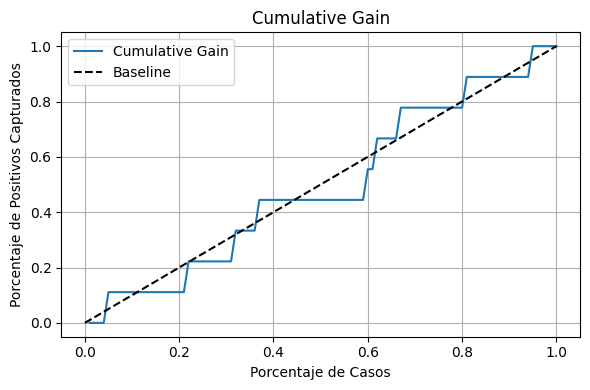 Cumulative Gain
Cumulative Gain
Baseline
Porcentaje de Positivos Capturados
1.0
0.8
0.6
0.4
0.2
0.0
0.0 0.2 0.4 0.6 0.8 1.0
Porcentaje de Casos